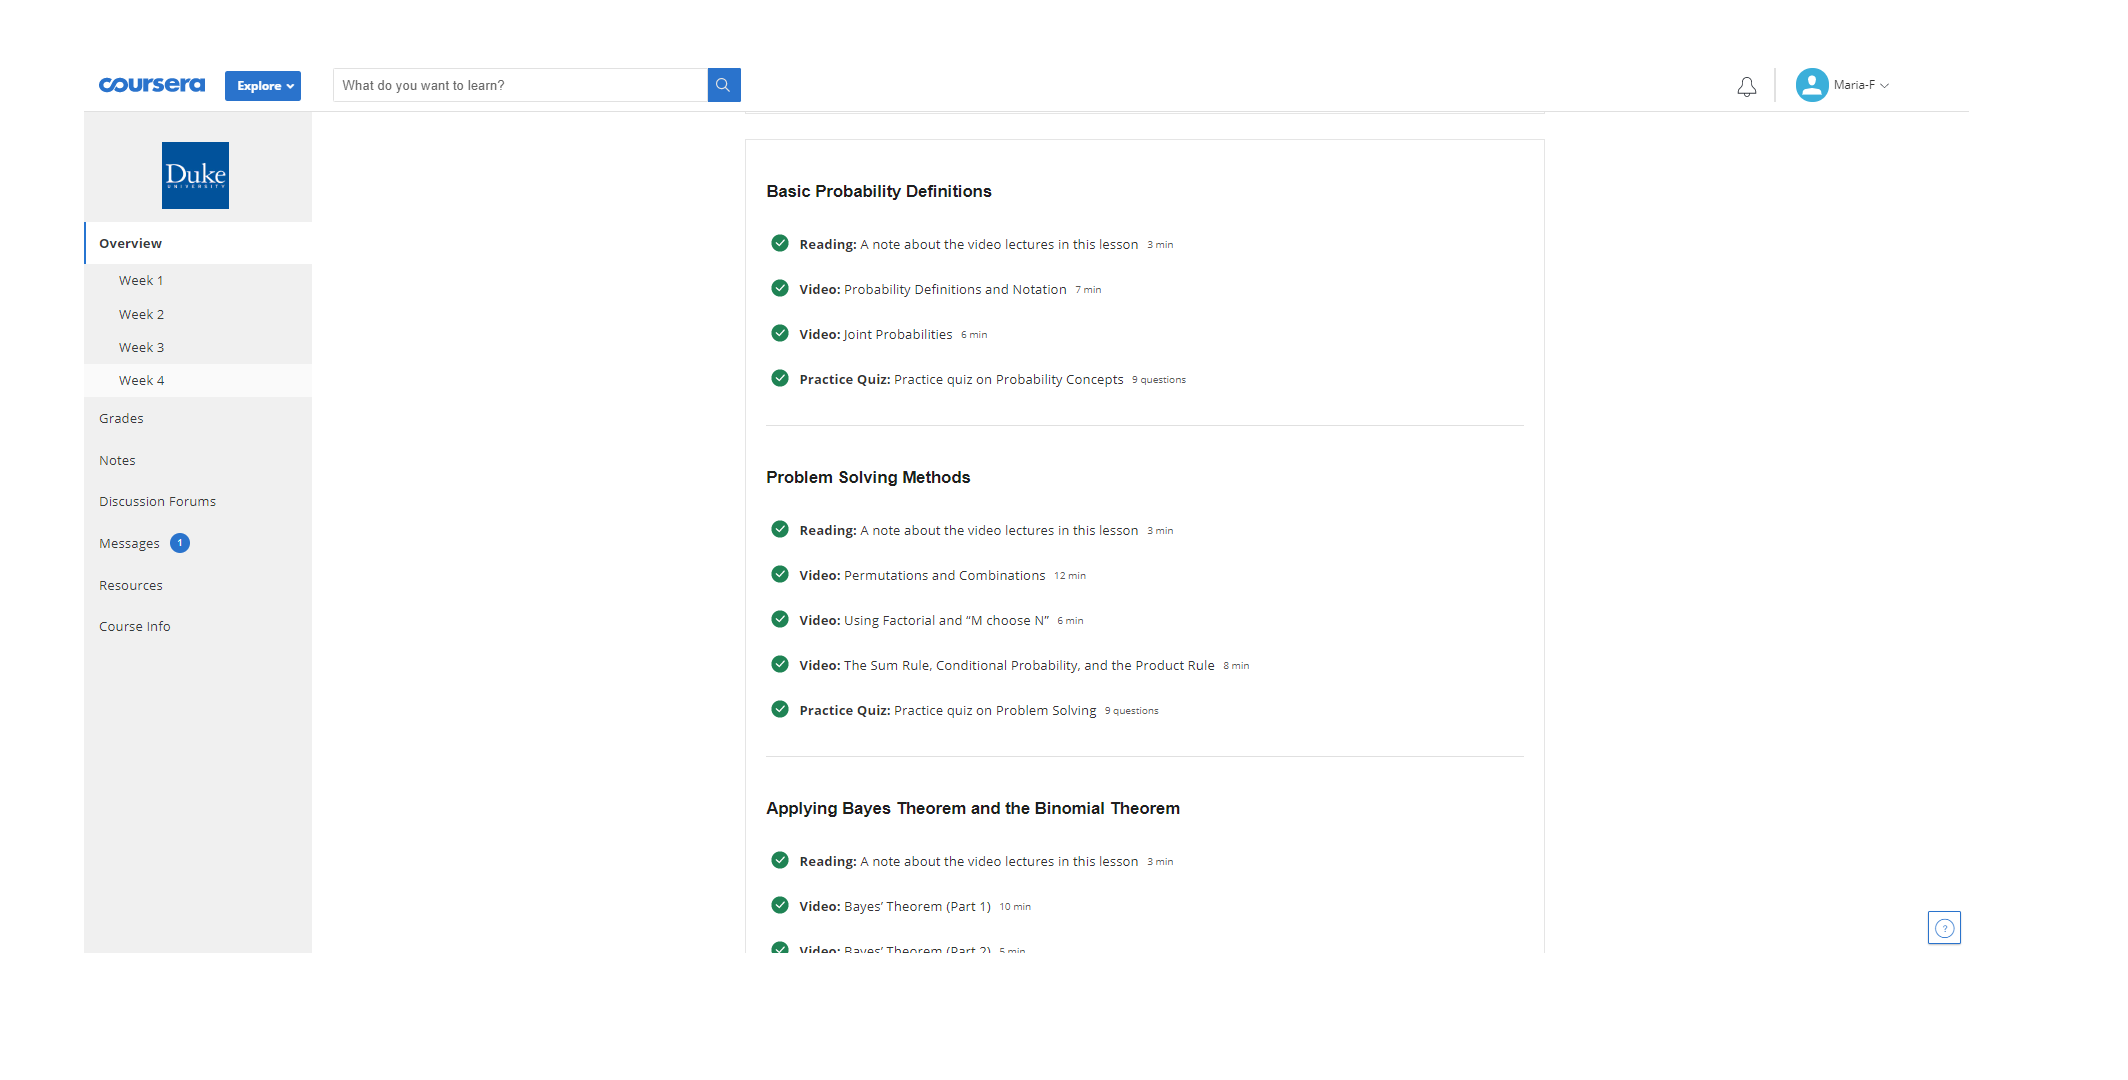 coursera
Explore
What do you want to learn?
Maria-F
Duke
UNIVERSITY
Overview
Week 1
Week 2
Week 3
Week 4
Grades
Notes
Discussion Forums
Messages 1
Resources
Course Info
Basic Probability Definitions
Reading: A note about the video lectures in this lesson 3 min
Video: Probability Definitions and Notation 7 min
Video: Joint Probabilities 6 min
Practice Quiz: Practice quiz on Probability Concepts 9 questions
Problem Solving Methods
Reading: A note about the video lectures in this lesson 3 min
Video: Permutations and Combinations 12 min
Video: Using Factorial and “M choose N” 6 min
Video: The Sum Rule, Conditional Probability, and the Product Rule 8 min
Practice Quiz: Practice quiz on Problem Solving 9 questions
Applying Bayes Theorem and the Binomial Theorem
Reading: A note about the video lectures in this lesson 3 min
Video: Bayes’ Theorem (Part 1) 10 min
Video: Bayes’ Theorem (Part 2) 5 min
?